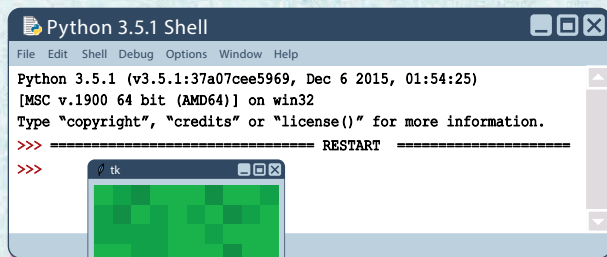 Python 3.5.1 Shell
File Edit Shell Debug Options Window Help
Python 3.5.1 (v3.5.1:37a07cee5969, Dec 6 2015, 01:54:25)
[MSC v.1900 64 bit (AMD64)] on win32
Type “copyright”, “credits” or “license()” for more information.
>>> ================================ RESTART =====================
>>>
tk